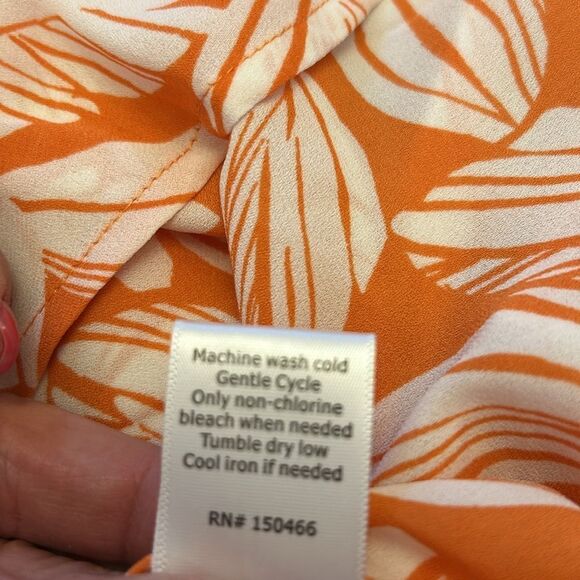 Machine wash cold
Gentle Cycle
Only non-chlorine
bleach when needed
Tumble dry low
Cool iron if needed
RN# 150466